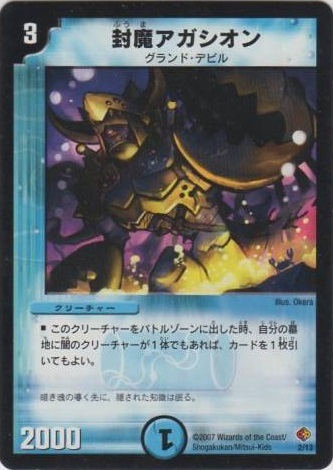 3
ふうま
封魔アガシオン
グランド・デビル
Illus. Okera
クリーチャー
■ このクリーチャーをバトルゾーンに出した時、自分の墓
地に闇のクリーチャーが1体でもあれば、カードを1枚引
いてもよい。
暗き魂の導く先に、隠された知識は眠る。
2000
1
©2007 Wizards of the Coast/
Shogakukan/Mitsui-Kids
2/13